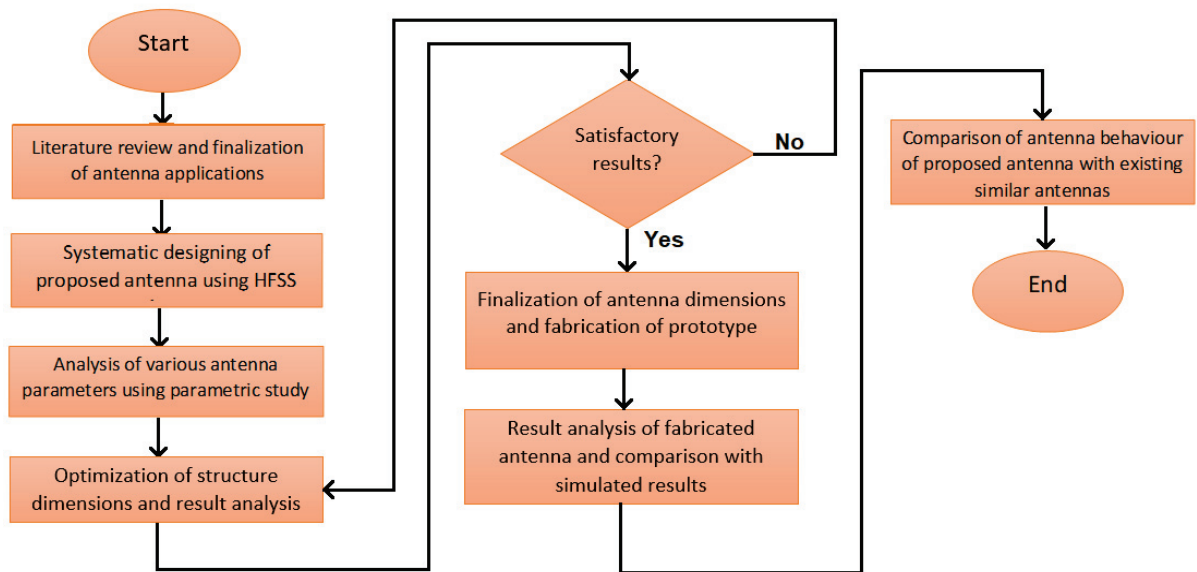 Start
Literature review and finalization
of antenna applications
Systematic designing of
proposed antenna using HFSS
.
Analysis of various antenna
parameters using parametric study
Optimization of structure
dimensions and result analysis
Satisfactory
results?
No
Yes
Finalization of antenna dimensions
and fabrication of prototype
Result analysis of fabricated
antenna and comparison with
simulated results
Comparison of antenna behaviour
of proposed antenna with existing
similar antennas
End